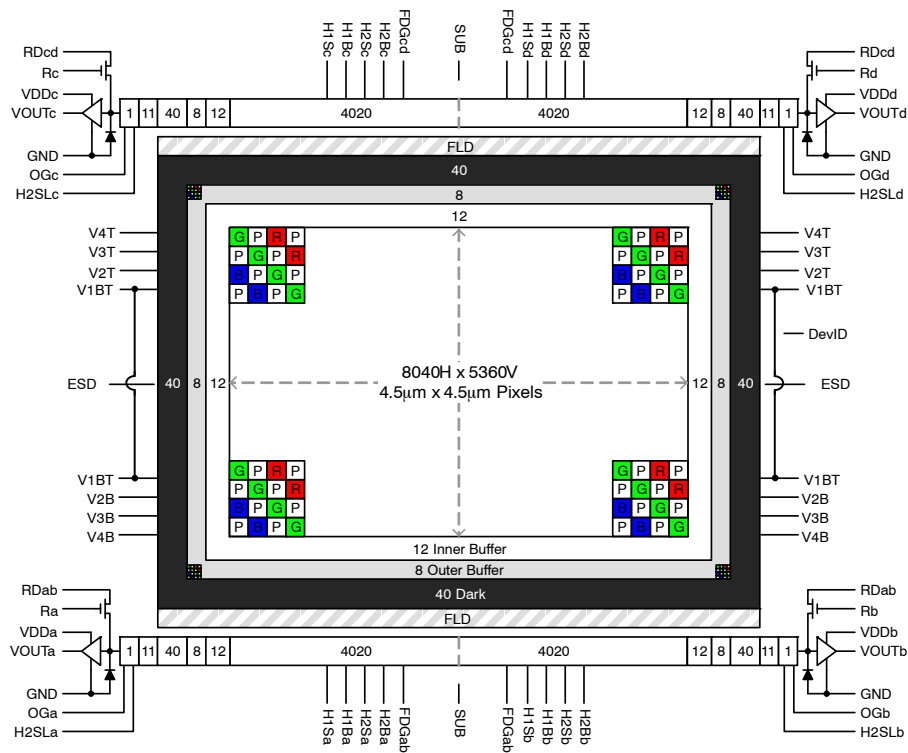 H1Sc H1Bc H2Sc H2Bc FDGcd SUB FDGcd H1Sd H1Bd H2Sd H2Bd
RDcd RDcd
Rc Rd
VDDc VDDd
VOUTc 1 11 40 8 12 4020 4020 12 8 40 11 1 VOUTd
GND FLD GND
OGc 40 OGd
H2SLc 8 H2SLd
12
V4T G P R P G P R P V4T
V3T P G P R P G P R V3T
V2T B P G P B P G P V2T
V1BT P B P G P B P G V1BT
DevID
8040H x 5360V
ESD 40 8 12 12 8 40 ESD
4.5μm x 4.5μm Pixels
G P R P G P R P
V1BT P G P R P G P R V1BT
V2B B P G P B P G P V2B
V3B P B P G P B P G V3B
V4B V4B
12 Inner Buffer
8 Outer Buffer
RDab 40 Dark RDab
Ra FLD Rb
VDDa VDDb
VOUTa 1 11 40 8 12 4020 4020 12 8 40 11 1 VOUTb
GND GND
OGa OGb
H2SLa H2SLb
H1Sa H1Ba H2Sa H2Ba FDGab SUB FDGab H1Sb H1Bb H2Sb H2Bb